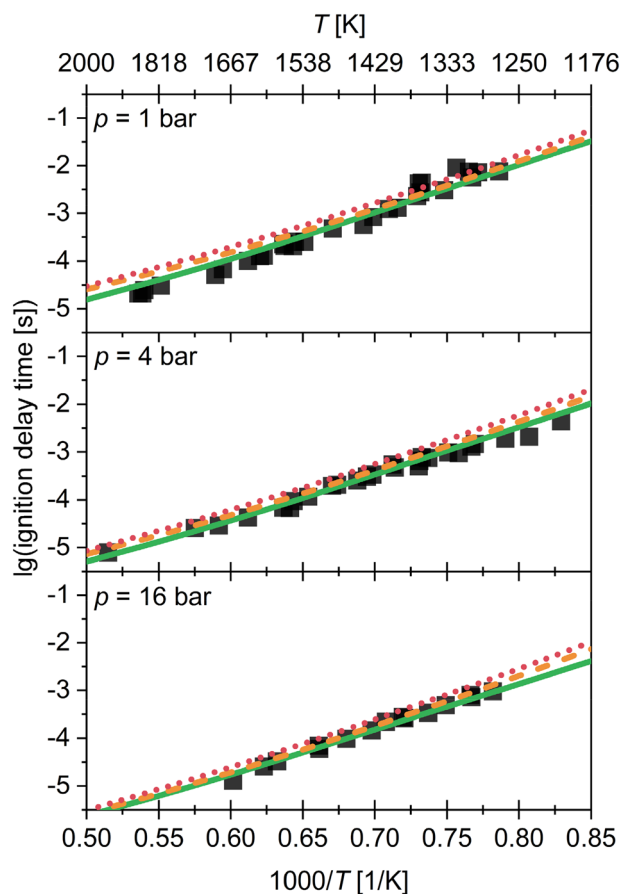 T [K]
2000 1818 1667 1538 1429 1333 1250 1176
-1
p = 1 bar
-2
-3
-4
-5
-1
p = 4 bar
-2
-3
-4
-5
-1
p = 16 bar
-2
-3
-4
-5
lg(ignition delay time [s])
0.50 0.55 0.60 0.65 0.70 0.75 0.80 0.85
1000/T [1/K]